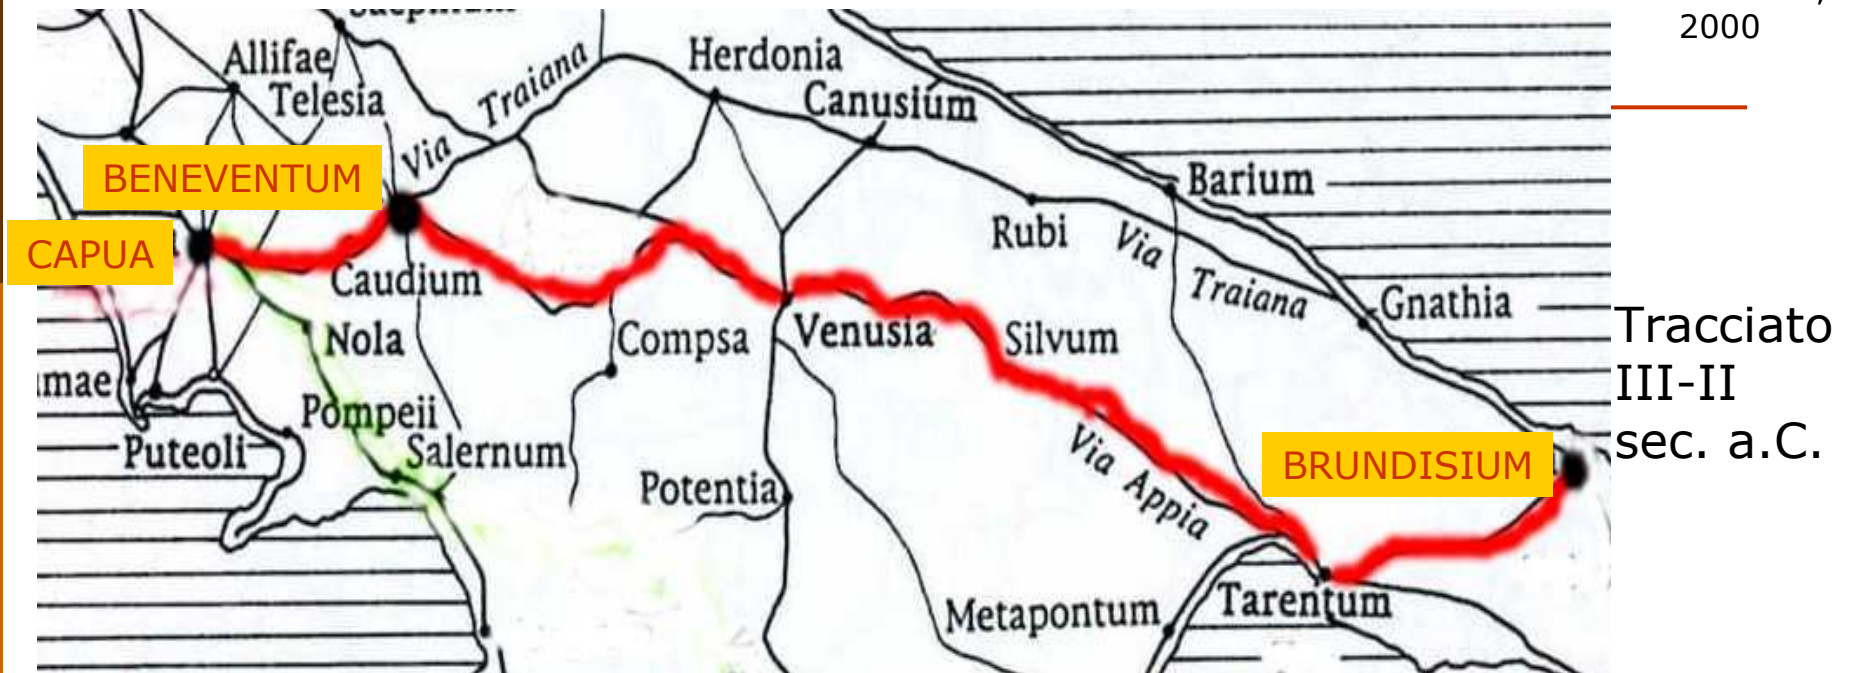 2000
Allifae
Telesia
Via Traiana
Herdonia
Canusium
BENEVENTUM
Barium
CAPUA
Rubi
Via Traiana
Caudium
Gnathia
Nola
Compsa
Venusia
Silvum
Tracciato
III-II
sec. a.C.
Pompeii
Puteoli
Salernum
Via Appia
BRUNDISIUM
Potentia
Metapontum
Tarentum